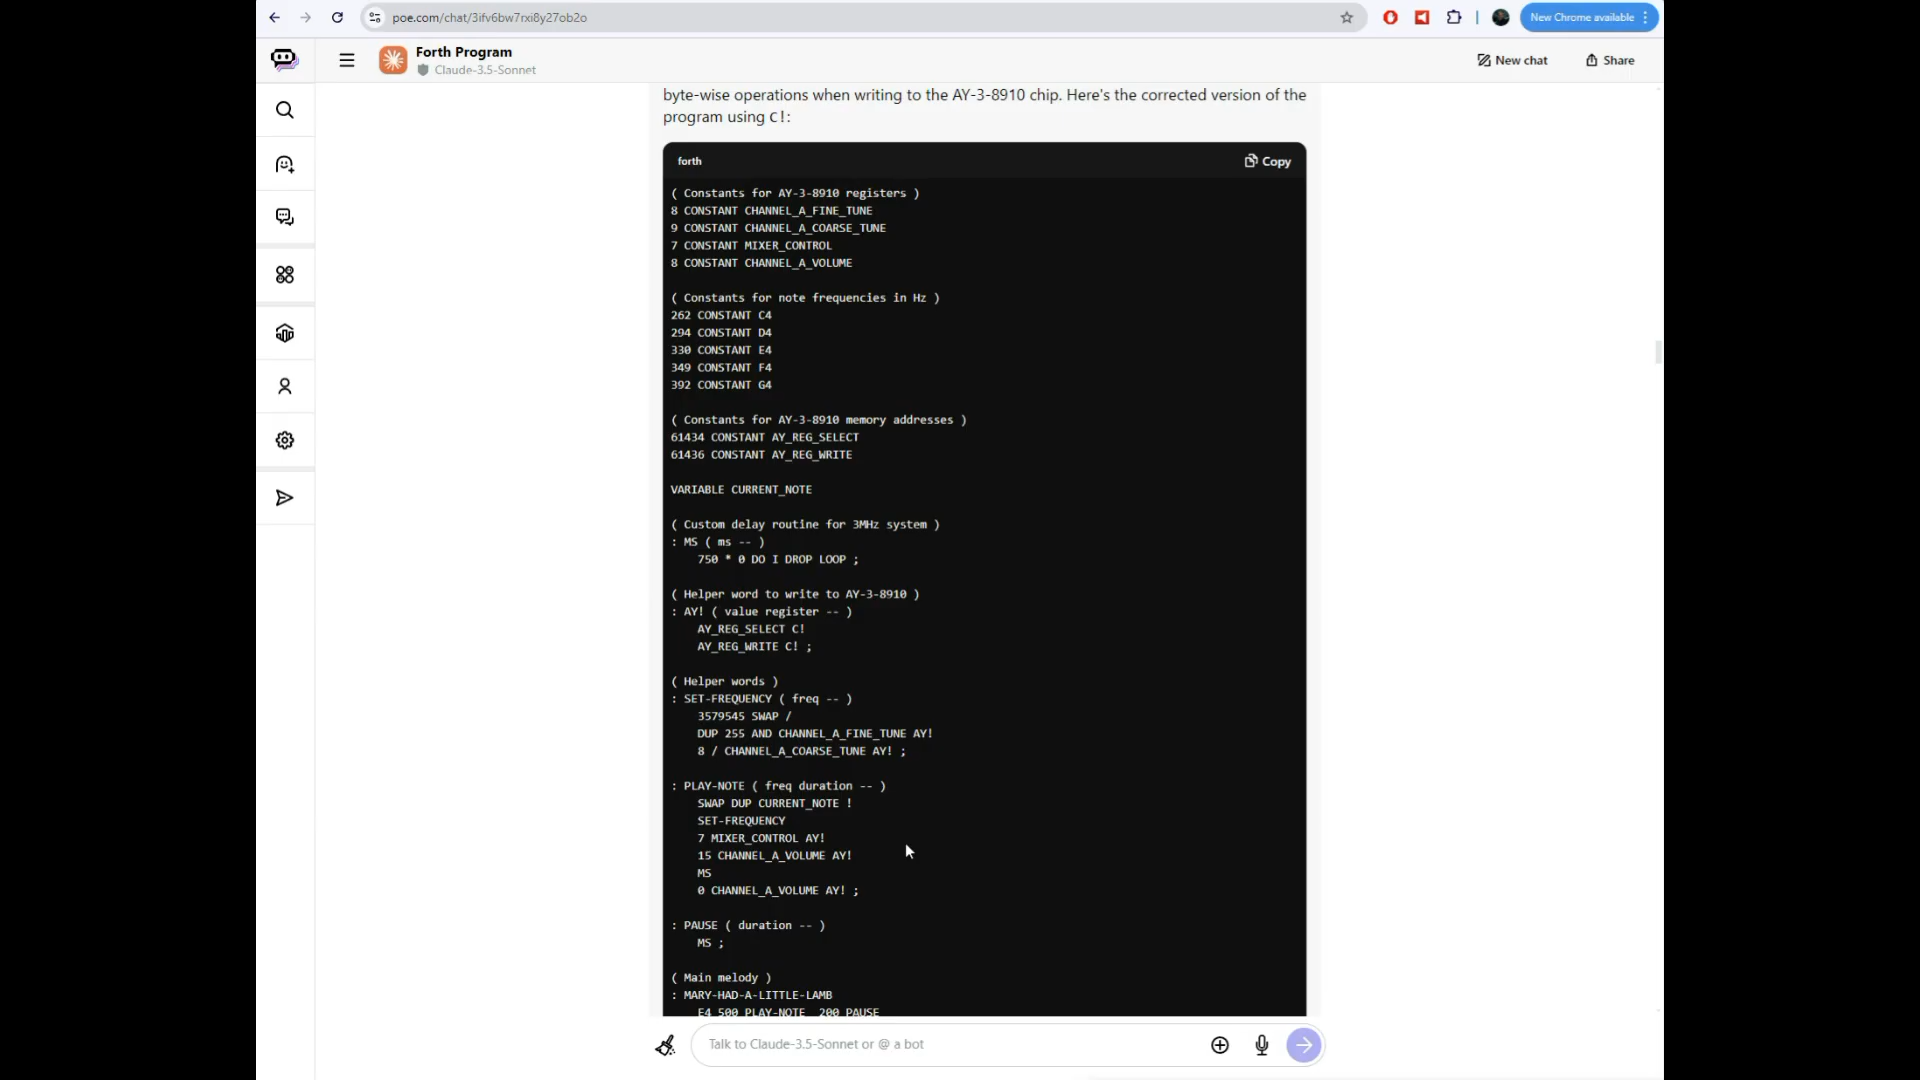 poe.com/chat/3ifv6bw7rxi8y27ob2o
New Chrome available
Forth Program
Claude-3.5-Sonnet
New chat
Share
byte-wise operations when writing to the AY-3-8910 chip. Here's the corrected version of the
program using C!:
forth
Copy
( Constants for AY-3-8910 registers )
8 CONSTANT CHANNEL_A_FINE_TUNE
9 CONSTANT CHANNEL_A_COARSE_TUNE
7 CONSTANT MIXER_CONTROL
8 CONSTANT CHANNEL_A_VOLUME
( Constants for note frequencies in Hz )
262 CONSTANT C4
294 CONSTANT D4
330 CONSTANT E4
349 CONSTANT F4
392 CONSTANT G4
( Constants for AY-3-8910 memory addresses )
61434 CONSTANT AY_REG_SELECT
61436 CONSTANT AY_REG_WRITE
VARIABLE CURRENT_NOTE
( Custom delay routine for 3MHz system )
: MS ( ms -- )
750 * 0 DO I DROP LOOP ;
( Helper word to write to AY-3-8910 )
: AY! ( value register -- )
AY_REG_SELECT C!
AY_REG_WRITE C! ;
( Helper words )
: SET-FREQUENCY ( freq -- )
3579545 SWAP /
DUP 255 AND CHANNEL_A_FINE_TUNE AY!
8 / CHANNEL_A_COARSE_TUNE AY! ;
: PLAY-NOTE ( freq duration -- )
SWAP DUP CURRENT_NOTE !
SET-FREQUENCY
7 MIXER_CONTROL AY!
15 CHANNEL_A_VOLUME AY!
MS
0 CHANNEL_A_VOLUME AY! ;
: PAUSE ( duration -- )
MS ;
( Main melody )
: MARY-HAD-A-LITTLE-LAMB
E4 500 PLAY-NOTE 200 PAUSE
Talk to Claude-3.5-Sonnet or @ a bot